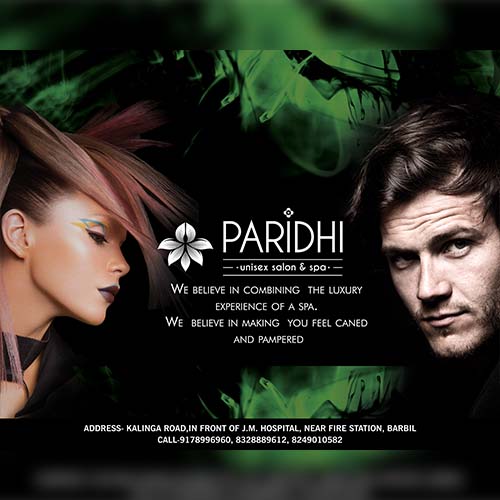 PARIDHI
unisex salon & spa
WE BELIEVE IN COMBINING THE LUXURY
EXPERIENCE OF A SPA.
WE BELIEVE IN MAKING YOU FEEL CANED
AND PAMPERED
ADDRESS- KALINGA ROAD,IN FRONT OF J.M. HOSPITAL, NEAR FIRE STATION, BARBIL
CALL-9178996960, 8328889612, 8249010582